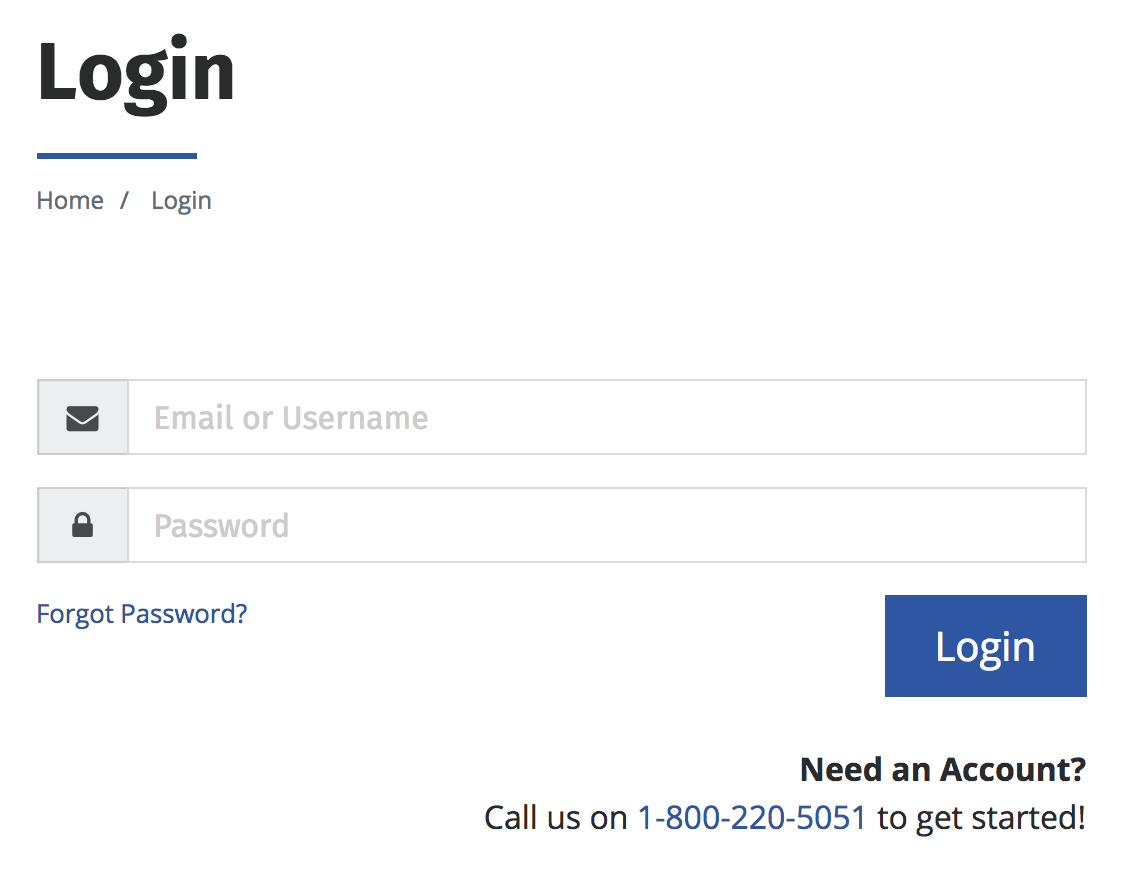 Login
Home / Login
Email or Username
Password
Forgot Password?
Login
Need an Account?
Call us on 1-800-220-5051 to get started!